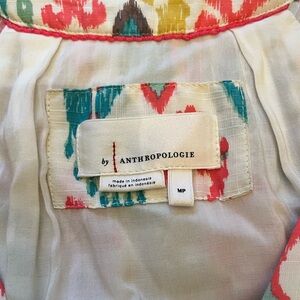 by ANTHROPOLOGIE
made in indonesia
fabriqué en indonésie
MP